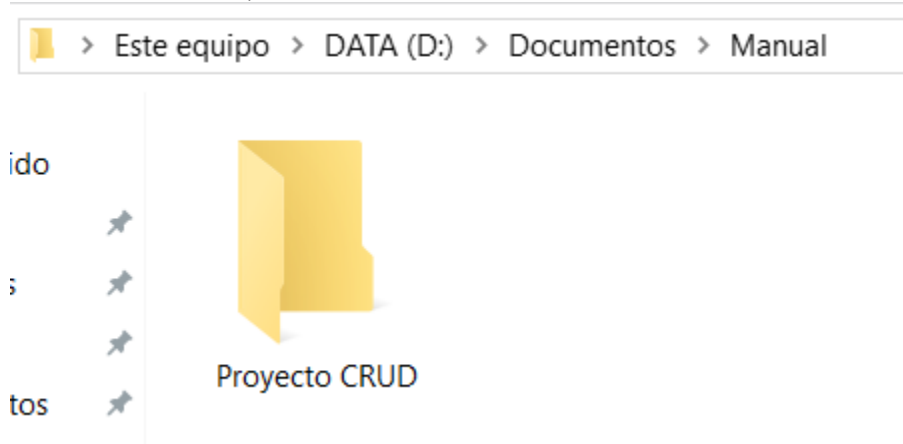 Este equipo > DATA (D:) > Documentos > Manual
ido
s
tos
Proyecto CRUD